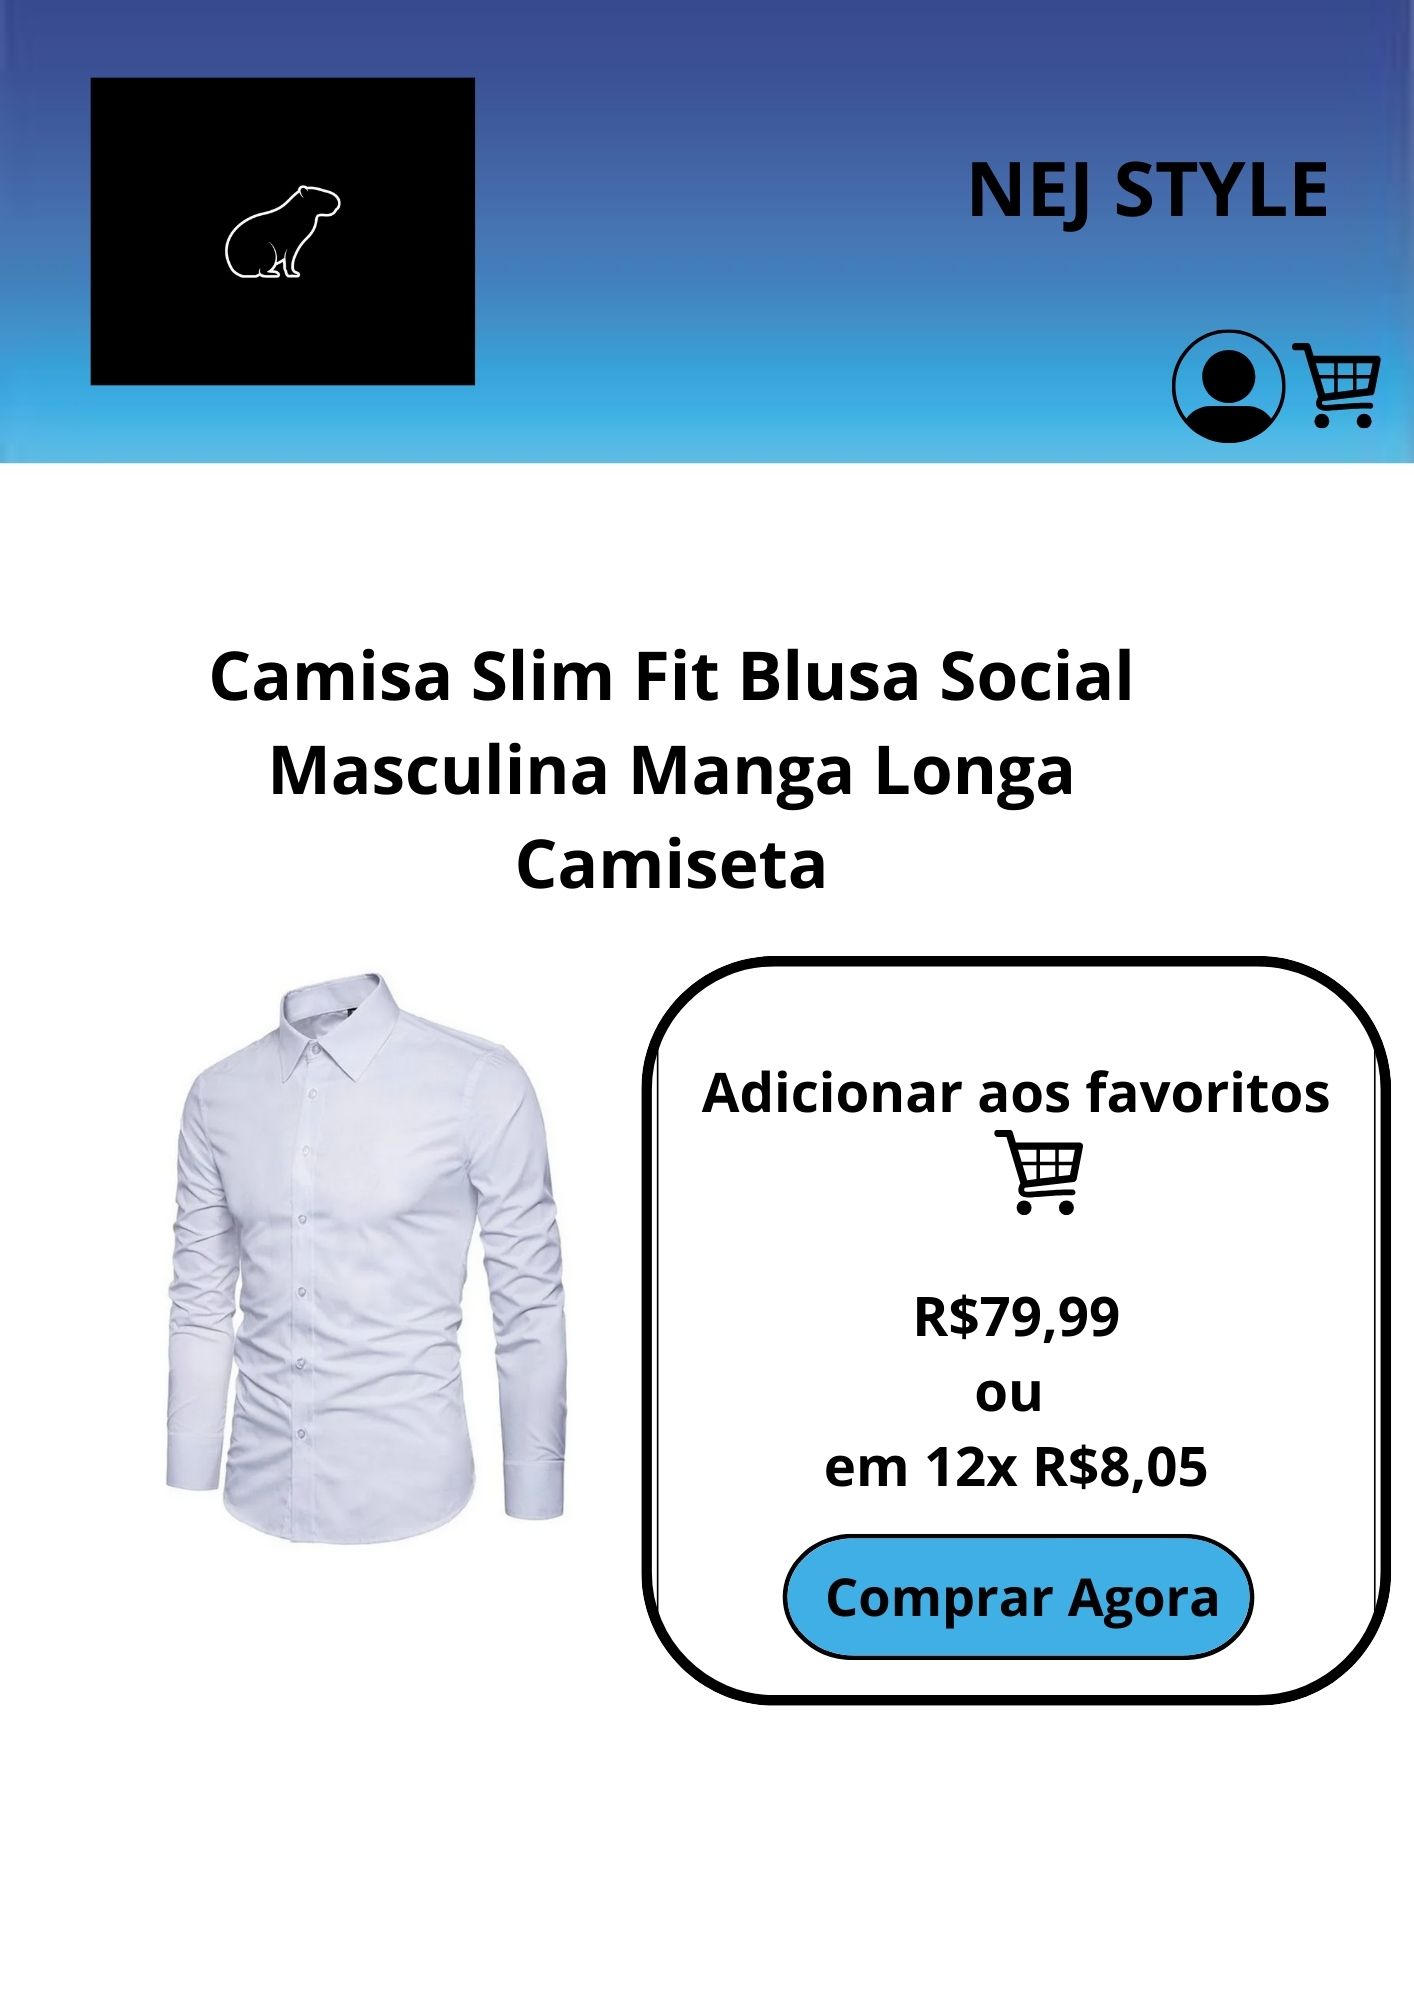 NEJ STYLE
Camisa Slim Fit Blusa Social
Masculina Manga Longa
Camiseta
Adicionar aos favoritos
R$79,99
ou
em 12x R$8,05
Comprar Agora